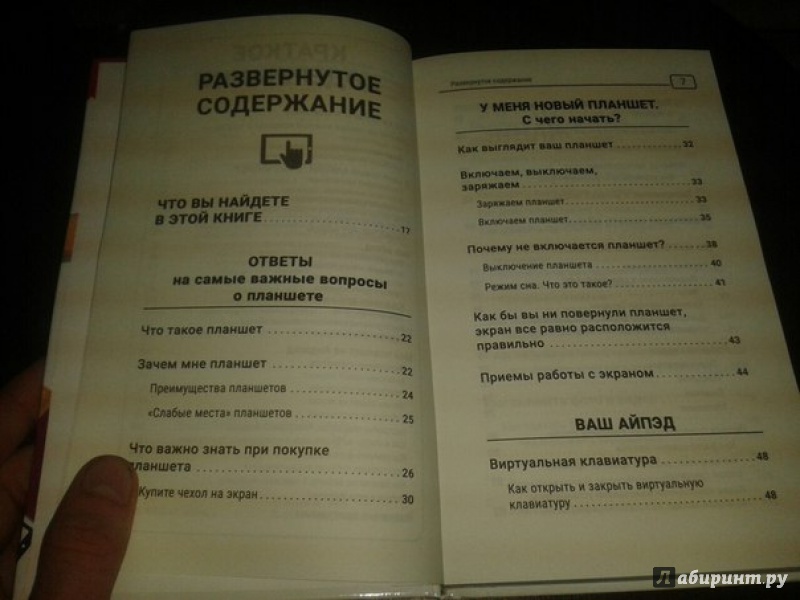 РАЗВЕРНУТОЕ
СОДЕРЖАНИЕ
ЧТО ВЫ НАЙДЕТЕ
В ЭТОЙ КНИГЕ 17
ОТВЕТЫ
на самые важные вопросы
о планшете
Что такое планшет 22
Зачем мне планшет 22
Преимущества планшетов 24
«Слабые места» планшетов 25
Что важно знать при покупке
планшета 26
Купите чехол на экран 30
Развернутое содержание 7
У МЕНЯ НОВЫЙ ПЛАНШЕТ.
С чего начать?
Как выглядит ваш планшет 32
Включаем, выключаем,
заряжаем 33
Заряжаем планшет 33
Включаем планшет 35
Почему не включается планшет? 38
Выключение планшета 40
Режим сна. Что это такое? 41
Как бы вы ни повернули планшет,
экран все равно расположится
правильно 43
Приемы работы с экраном 44
ВАШ АЙПЭД
Виртуальная клавиатура 48
Как открыть и закрыть виртуальную
клавиатуру 48
Лабиринт.ру